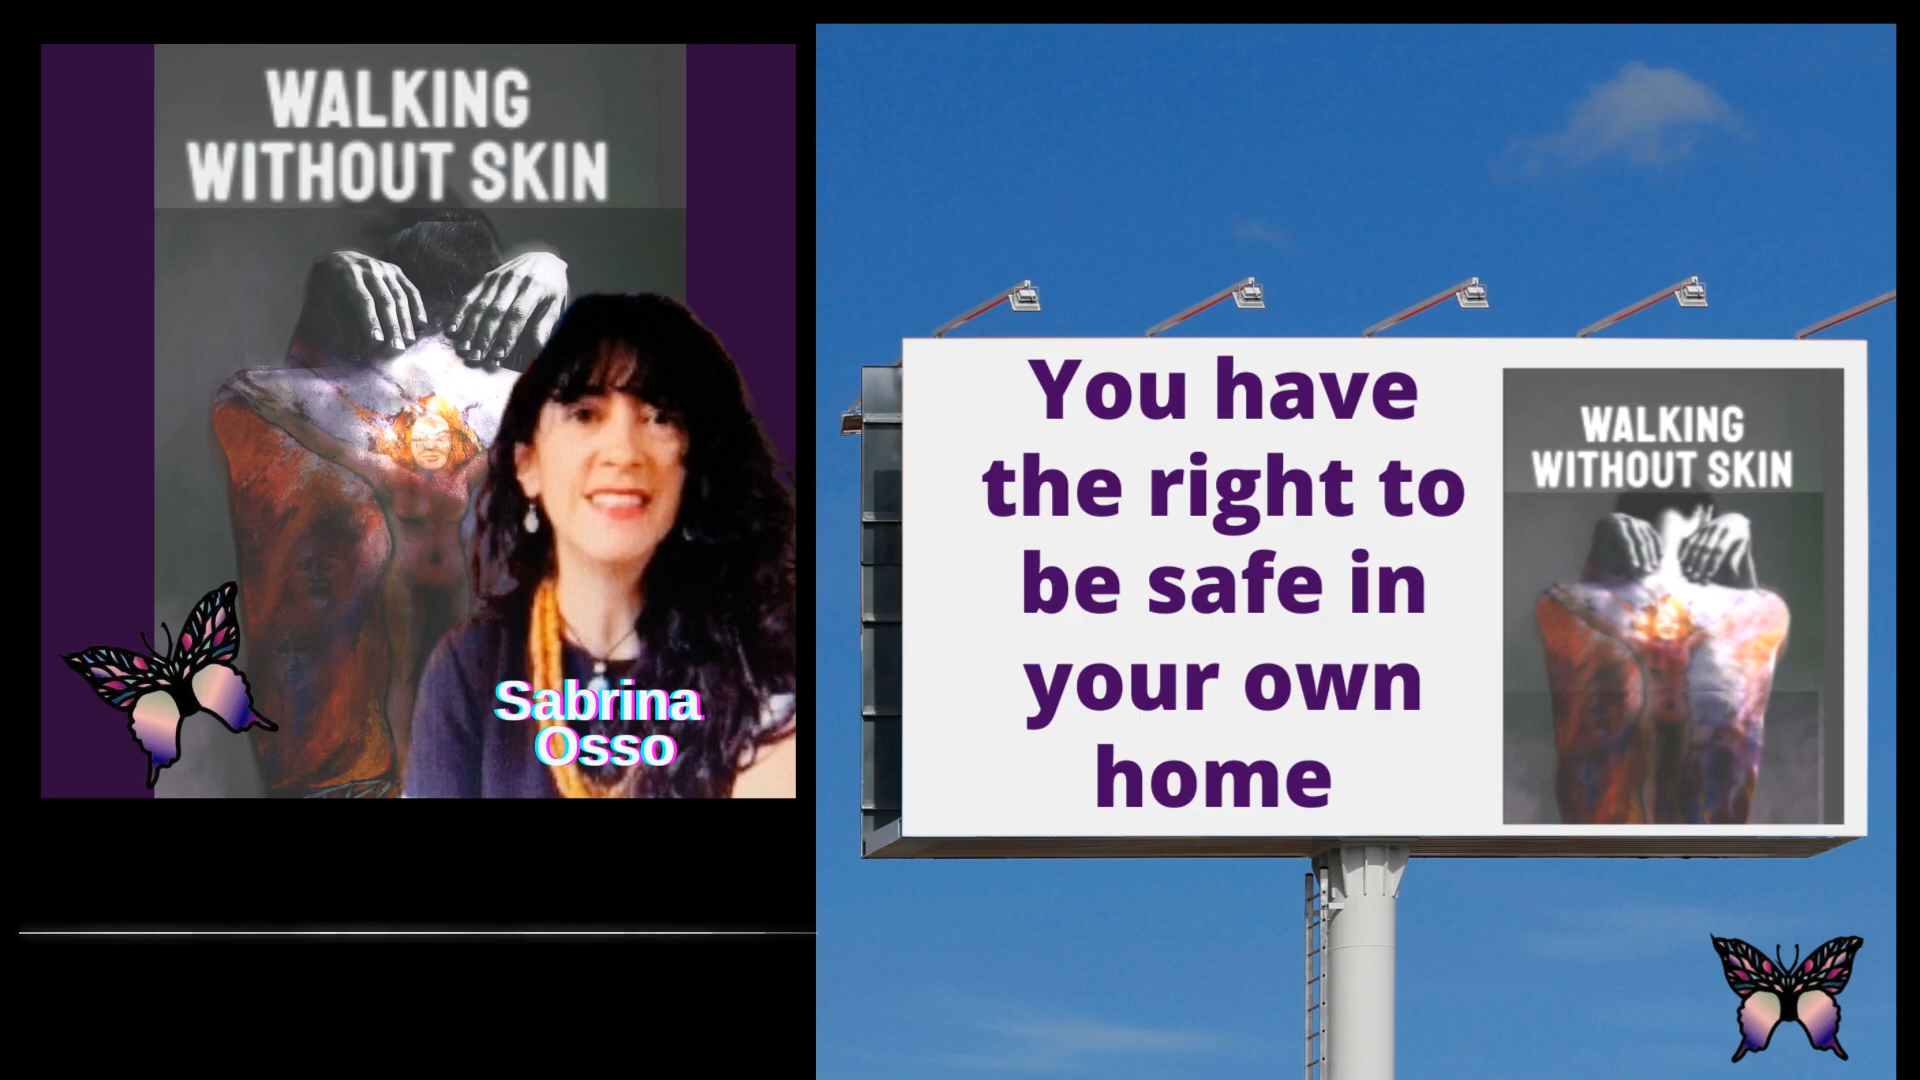 WALKING
WITHOUT SKIN
Sabrina
Osso
You have
the right to
be safe in
your own
home
WALKING
WITHOUT SKIN